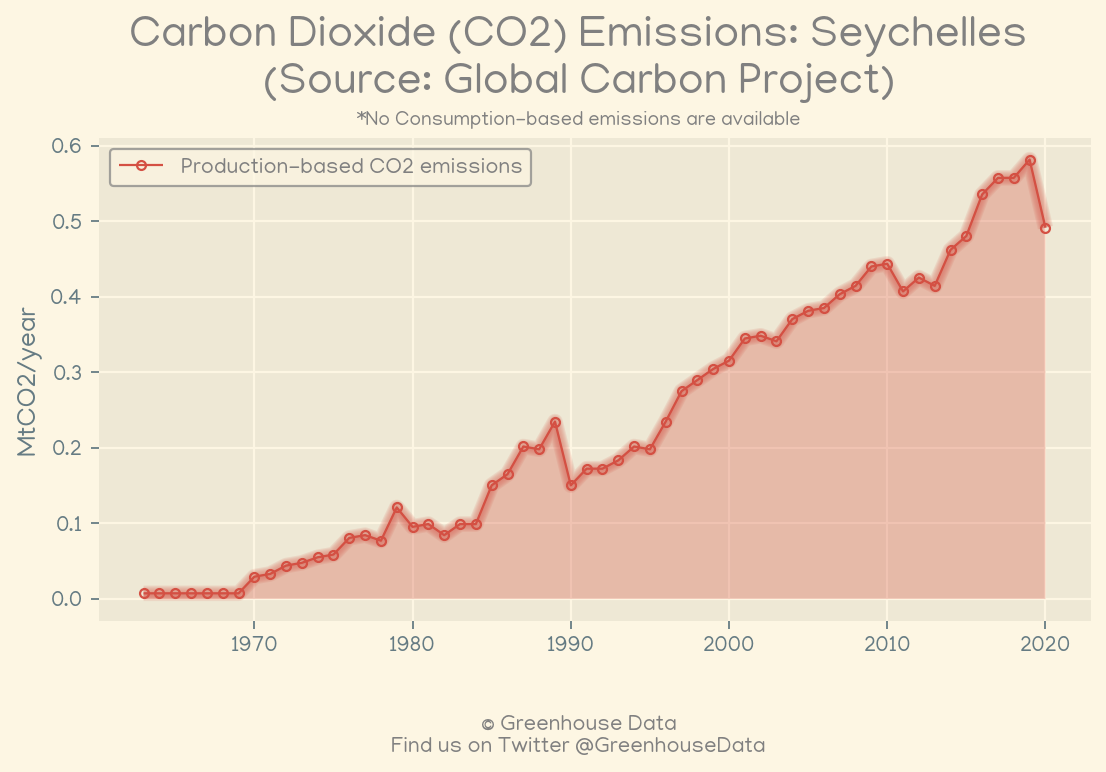 Carbon Dioxide (CO2) Emissions: Seychelles
(Source: Global Carbon Project)
*No Consumption-based emissions are available
Production-based CO2 emissions
MtCO2/year
0.6
0.5
0.4
0.3
0.2
0.1
0.0
1970 1980 1990 2000 2010 2020
© Greenhouse Data
Find us on Twitter @GreenhouseData